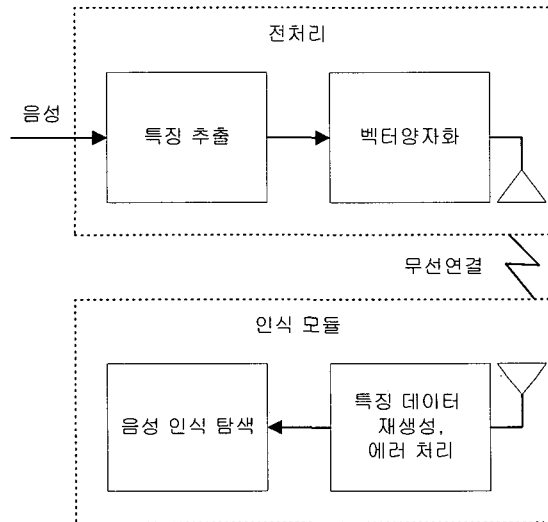 전처리
음성
특징 추출
벡터양자화
무선연결
인식 모듈
음성 인식 탐색
특징 데이터
재생성,
에러 처리